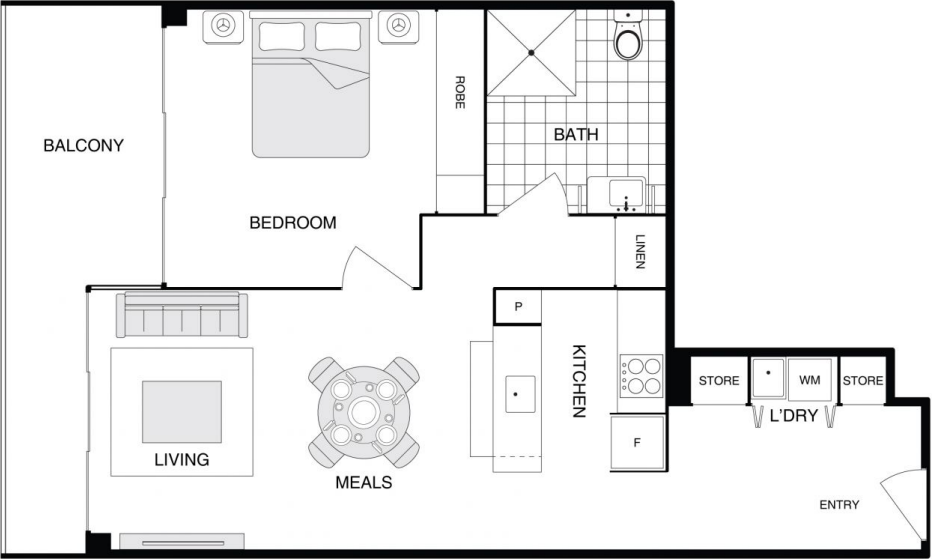 BALCONY
ROBE
BATH
BEDROOM
LINEN
P
KITCHEN
STORE
WM
STORE
L'DRY
F
LIVING
MEALS
ENTRY